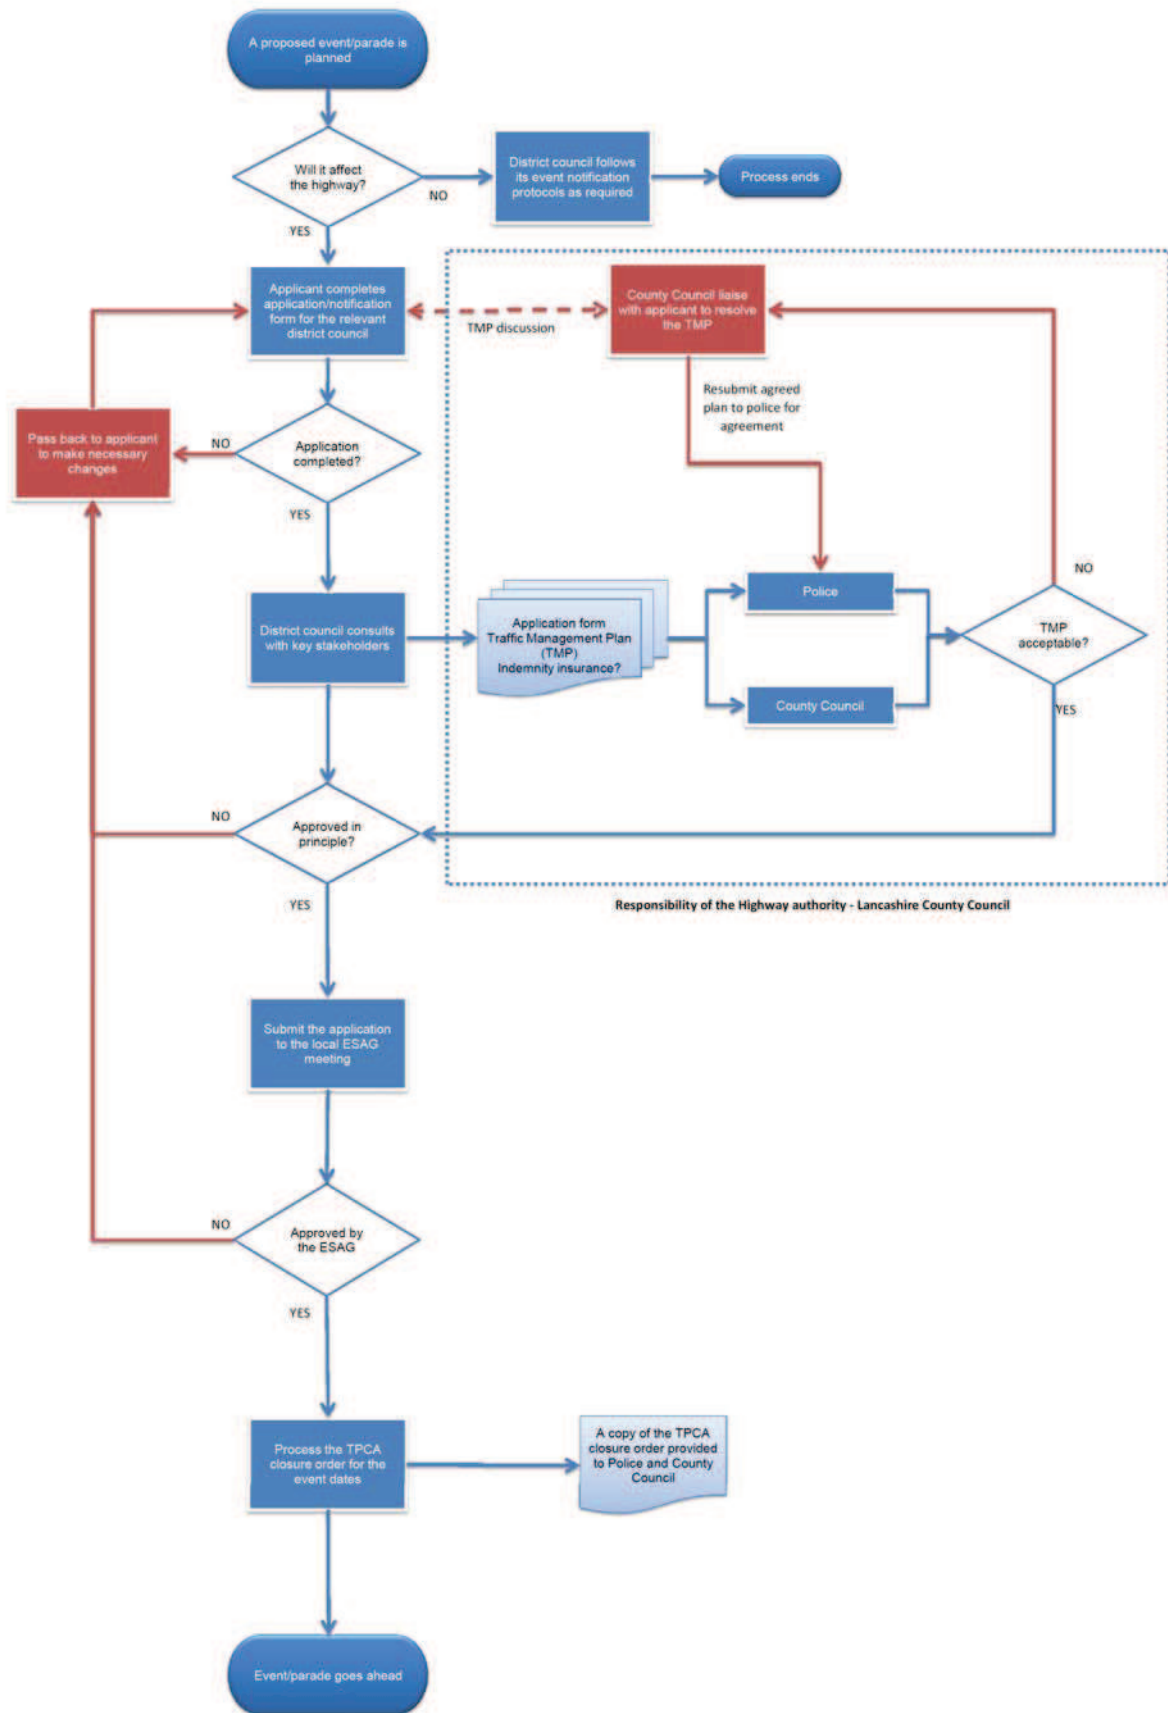 A proposed event/parade is
planned
Will it affect
the highway?
NO
District council follows
its event notification
protocols as required
Process ends
YES
Applicant completes
application/notification
form for the relevant
district council
TMP discussion
County Council liaise
with applicant to resolve
the TMP
Resubmit agreed
plan to police for
agreement
Pass back to applicant
to make necessary
changes
NO
Application
completed?
YES
District council consults
with key stakeholders
Application form
Traffic Management Plan
(TMP)
Indemnity insurance?
Police
County Council
NO
TMP
acceptable?
YES
NO
Approved in
principle?
YES
Responsibility of the Highway authority - Lancashire County Council
Submit the application
to the local ESAG
meeting
NO
Approved by
the ESAG
YES
Process the TPCA
closure order for the
event dates
A copy of the TPCA
closure order provided
to Police and County
Council
Event/parade goes ahead